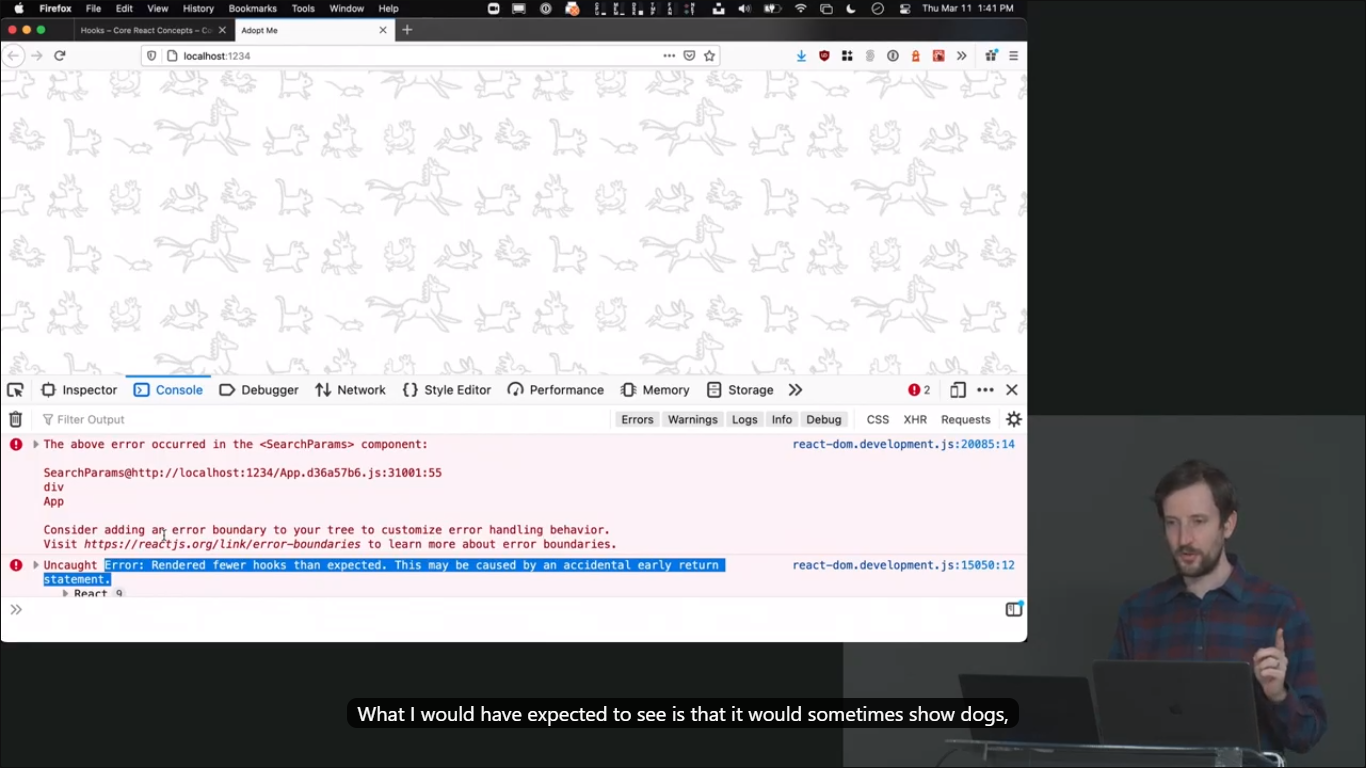 Firefox File Edit View History Bookmarks Tools Window Help Thu Mar 11 1:41 PM
Hooks – Core React Concepts – Co Adopt Me
localhost:1234
Inspector Console Debugger Network Style Editor Performance Memory Storage 2
Filter Output Errors Warnings Logs Info Debug CSS XHR Requests
The above error occurred in the <SearchParams> component: react-dom.development.js:20085:14
SearchParams@http://localhost:1234/App.d36a57b6.js:31001:55
div
App
Consider adding an error boundary to your tree to customize error handling behavior.
Visit https://reactjs.org/link/error-boundaries to learn more about error boundaries.
Uncaught Error: Rendered fewer hooks than expected. This may be caused by an accidental early return react-dom.development.js:15050:12
statement.
React 9
What I would have expected to see is that it would sometimes show dogs,